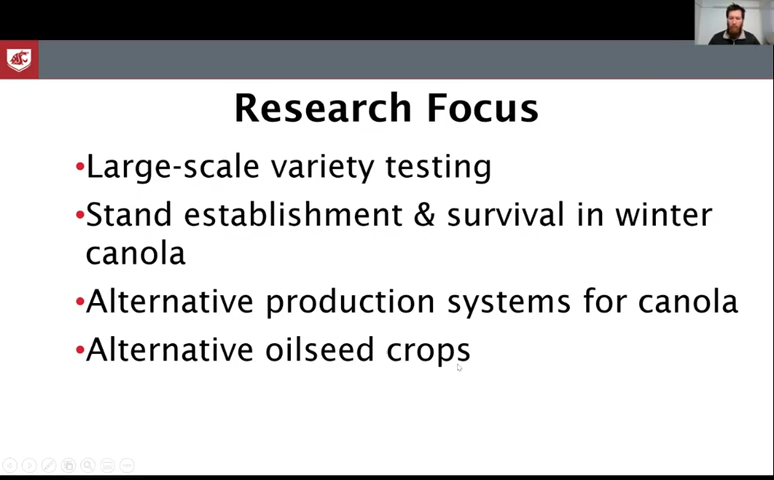 Research Focus
•Large-scale variety testing
•Stand establishment & survival in winter
canola
•Alternative production systems for canola
•Alternative oilseed crops